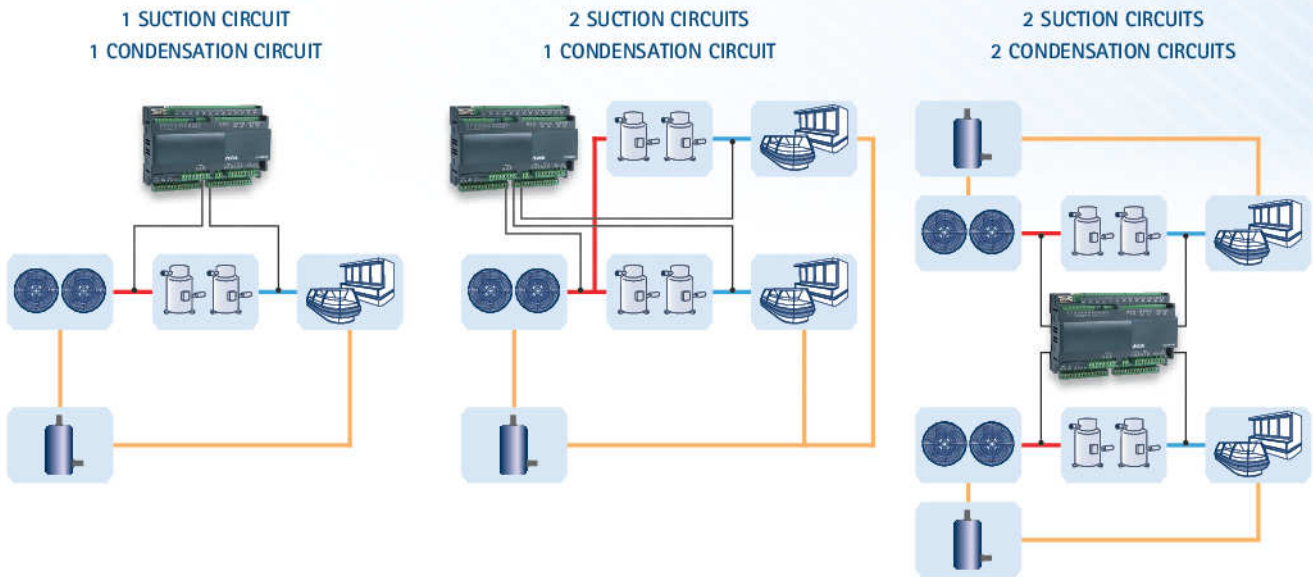 1 SUCTION CIRCUIT
1 CONDENSATION CIRCUIT
2 SUCTION CIRCUITS
1 CONDENSATION CIRCUIT
2 SUCTION CIRCUITS
2 CONDENSATION CIRCUITS